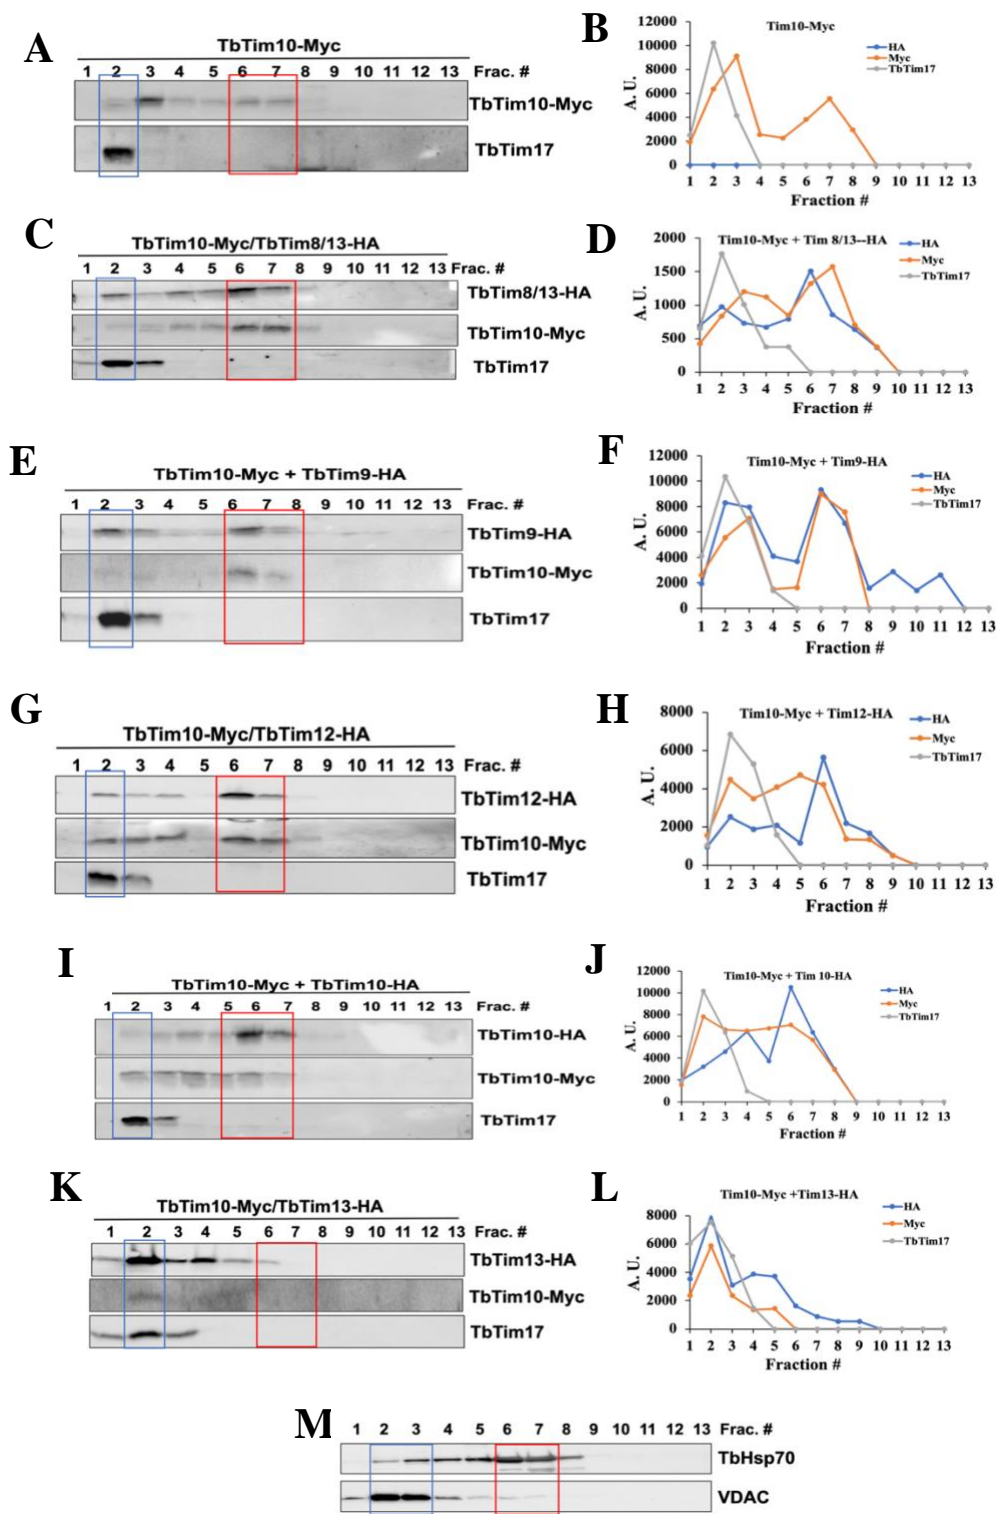 A
TbTim10-Myc
1 2 3 4 5 6 7 8 9 10 11 12 13 Frac. #
TbTim10-Myc
TbTim17
B
Tim10-Myc
12000
10000
8000
6000
4000
2000
0
A. U.
HA
Myc
TbTim17
1 2 3 4 5 6 7 8 9 10 11 12 13
Fraction #
C
TbTim10-Myc/TbTim8/13-HA
1 2 3 4 5 6 7 8 9 10 11 12 13 Frac. #
TbTim8/13-HA
TbTim10-Myc
TbTim17
D
Tim10-Myc + Tim 8/13--HA
2000
1500
1000
500
0
A. U.
HA
Myc
TbTim17
1 2 3 4 5 6 7 8 9 10 11 12 13
Fraction #
E
TbTim10-Myc + TbTim9-HA
1 2 3 4 5 6 7 8 9 10 11 12 13 Frac. #
TbTim9-HA
TbTim10-Myc
TbTim17
F
Tim10-Myc + Tim9-HA
12000
10000
8000
6000
4000
2000
0
A. U.
HA
Myc
TbTim17
1 2 3 4 5 6 7 8 9 10 11 12 13
Fraction #
G
TbTim10-Myc/TbTim12-HA
1 2 3 4 5 6 7 8 9 10 11 12 13 Frac. #
TbTim12-HA
TbTim10-Myc
TbTim17
H
Tim10-Myc + Tim12-HA
8000
6000
4000
2000
0
A. U.
HA
Myc
TbTim17
1 2 3 4 5 6 7 8 9 10 11 12 13
Fraction #
I
TbTim10-Myc + TbTim10-HA
1 2 3 4 5 6 7 8 9 10 11 12 13 Frac. #
TbTim10-HA
TbTim10-Myc
TbTim17
J
Tim10-Myc + Tim 10-HA
12000
10000
8000
6000
4000
2000
0
A. U.
HA
Myc
TbTim17
1 2 3 4 5 6 7 8 9 10 11 12 13
Fraction #
K
TbTim10-Myc/TbTim13-HA
1 2 3 4 5 6 7 8 9 10 11 12 13 Frac. #
TbTim13-HA
TbTim10-Myc
TbTim17
L
Tim10-Myc +Tim13-HA
8000
6000
4000
2000
0
A. U.
HA
Myc
TbTim17
1 2 3 4 5 6 7 8 9 10 11 12 13
Fraction #
M
1 2 3 4 5 6 7 8 9 10 11 12 13 Frac. #
TbHsp70
VDAC